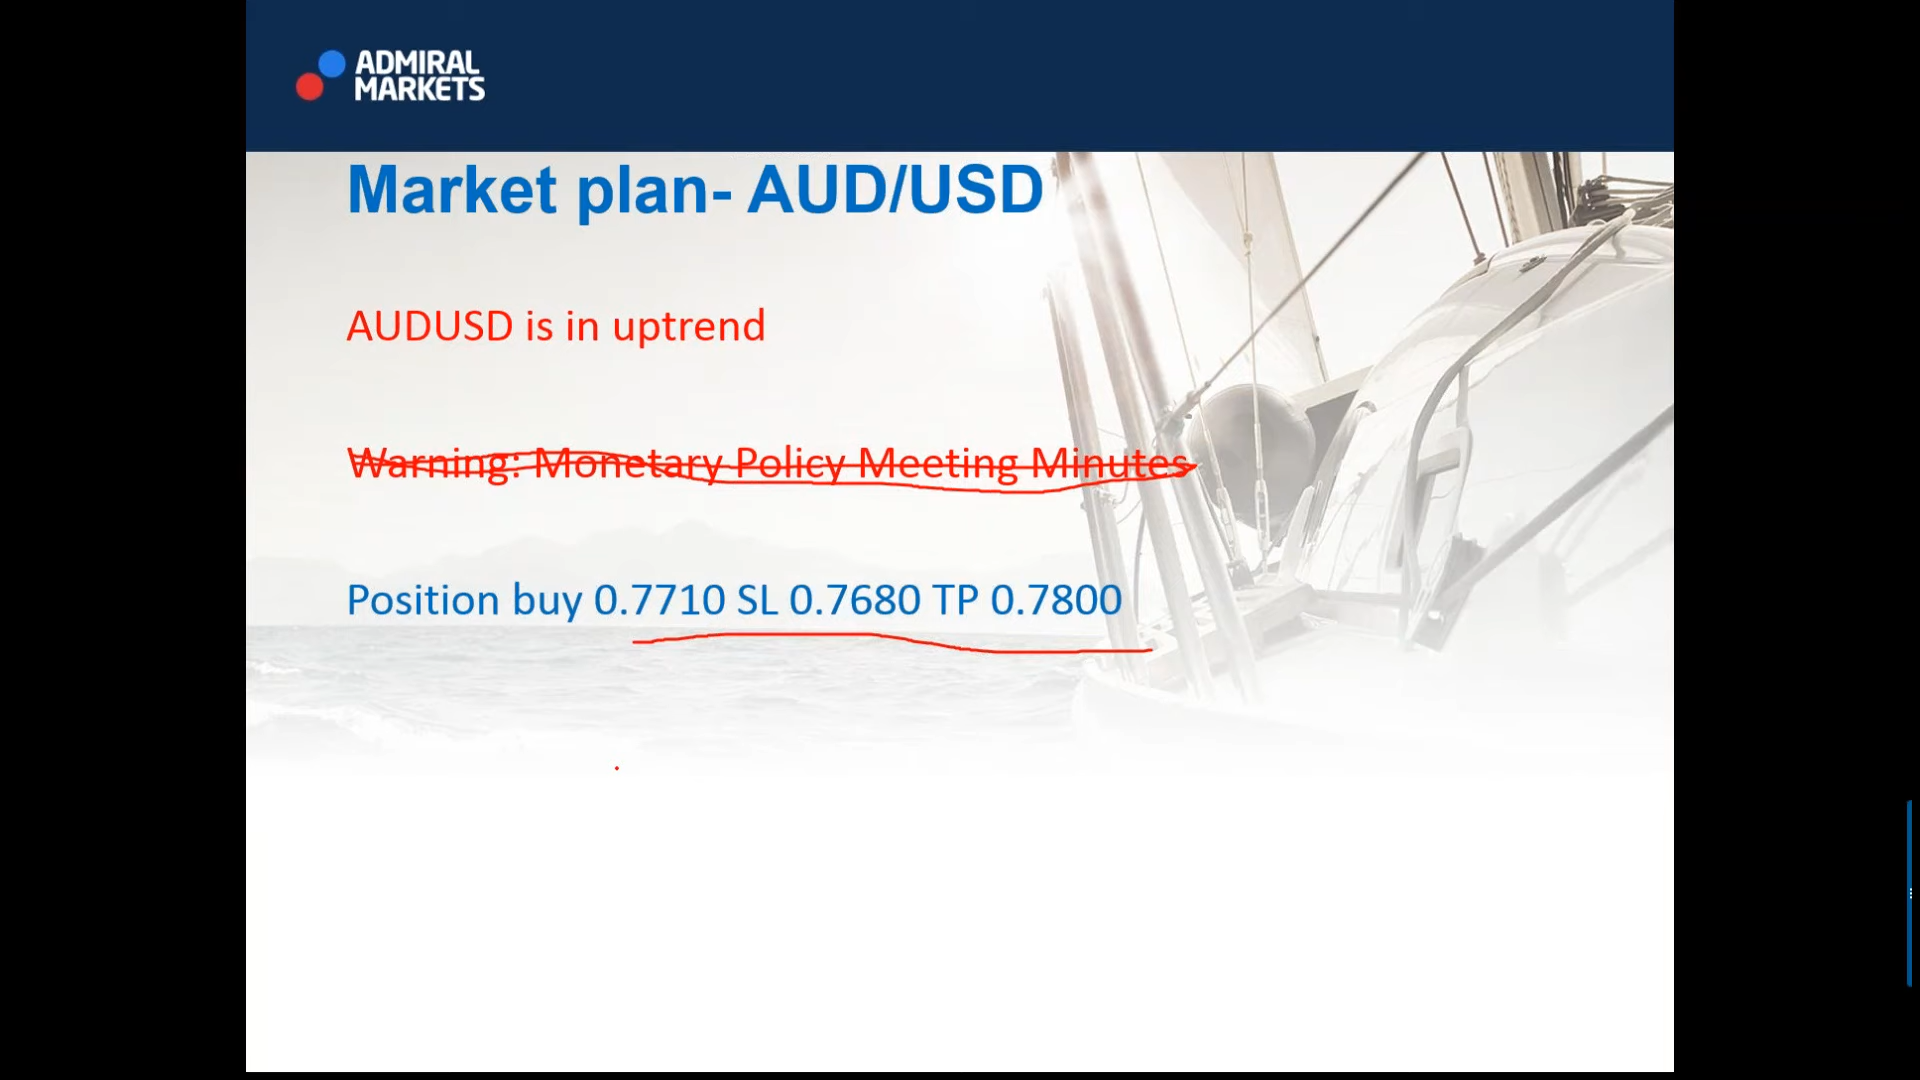 ADMIRAL
MARKETS
Market plan- AUD/USD
AUDUSD is in uptrend
Warning: Monetary Policy Meeting Minutes
Position buy 0.7710 SL 0.7680 TP 0.7800